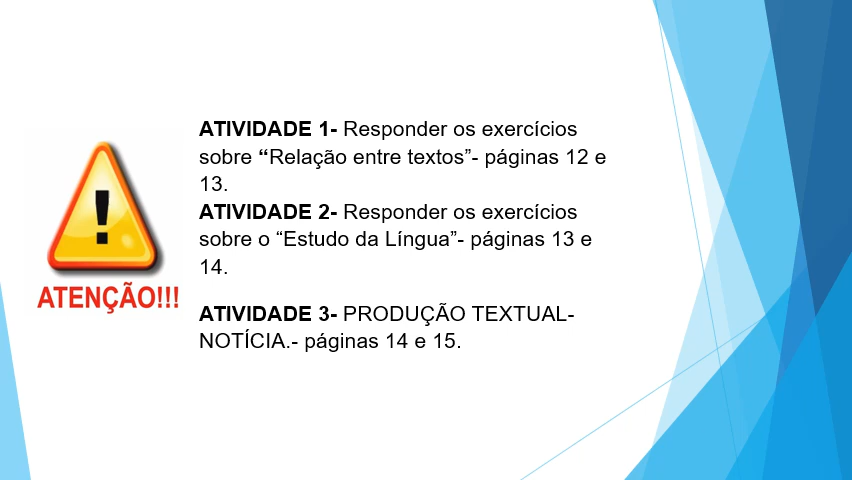 ATIVIDADE 1- Responder os exercícios
sobre “Relação entre textos”- páginas 12 e
13.
ATIVIDADE 2- Responder os exercícios
sobre o “Estudo da Língua”- páginas 13 e
14.
ATENÇÃO!!!
ATIVIDADE 3- PRODUÇÃO TEXTUAL-
NOTÍCIA.- páginas 14 e 15.